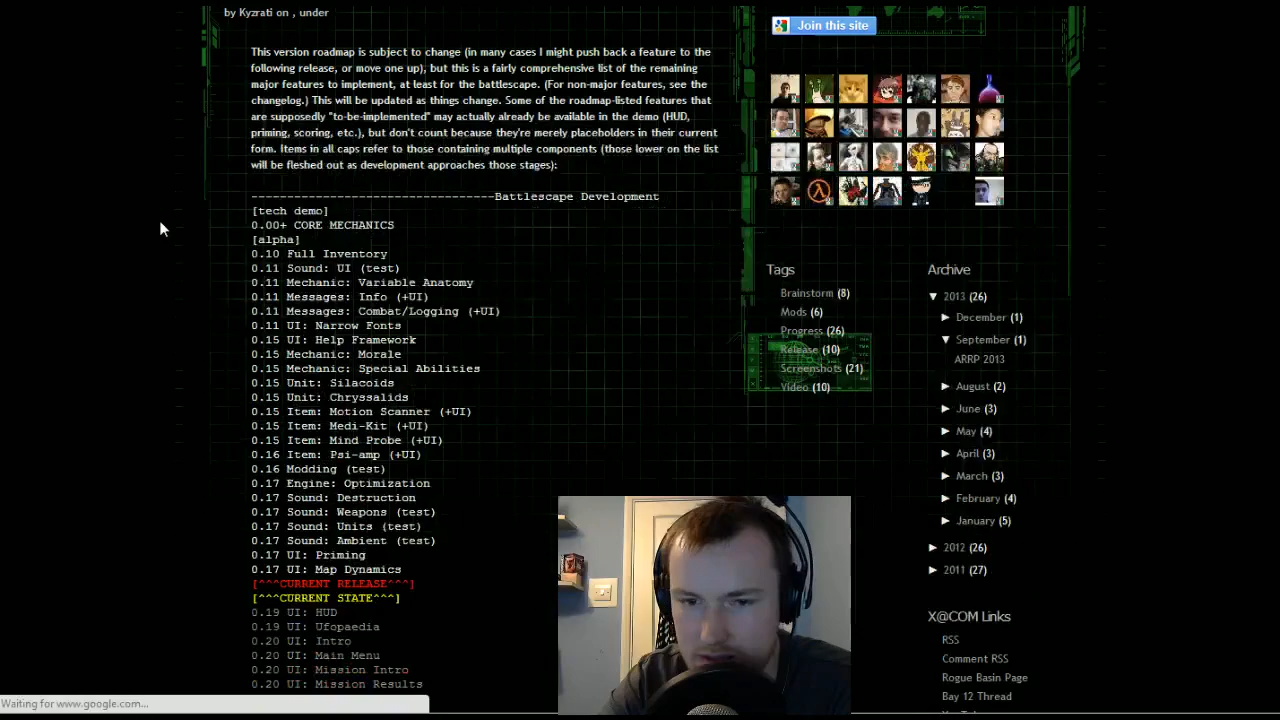 by Kyzrati on , under
Join this site
This version roadmap is subject to change (in many cases I might push back a feature to the
following release, or move one up), but this is a fairly comprehensive list of the remaining
major features to implement, at least for the battlescape. (For non-major features, see the
changelog.) This will be updated as things change. Some of the roadmap-listed features that
are supposedly "to-be-implemented" may actually already be available in the demo (HUD,
priming, scoring, etc.), but don't count because they're merely placeholders in their current
form. Items in all caps refer to those containing multiple components (those lower on the list
will be fleshed out as development approaches those stages):
----------------------------------Battlescape Development
[tech demo]
0.00+ CORE MECHANICS
[alpha]
0.10 Full Inventory
0.11 Sound: UI (test)
0.11 Mechanic: Variable Anatomy
0.11 Messages: Info (+UI)
0.11 Messages: Combat/Logging (+UI)
0.11 UI: Narrow Fonts
0.15 UI: Help Framework
0.15 Mechanic: Morale
0.15 Mechanic: Special Abilities
0.15 Unit: Silacoids
0.15 Unit: Chryssalids
0.15 Item: Motion Scanner (+UI)
0.15 Item: Medi-Kit (+UI)
0.15 Item: Mind Probe (+UI)
0.16 Item: Psi-amp (+UI)
0.16 Modding (test)
0.17 Engine: Optimization
0.17 Sound: Destruction
0.17 Sound: Weapons (test)
0.17 Sound: Units (test)
0.17 Sound: Ambient (test)
0.17 UI: Priming
0.17 UI: Map Dynamics
[^^^CURRENT RELEASE^^^]
[^^^CURRENT STATE^^^]
0.19 UI: HUD
0.19 UI: Ufopaedia
0.20 UI: Intro
0.20 UI: Main Menu
0.20 UI: Mission Intro
0.20 UI: Mission Results
Tags
Brainstorm (8)
Mods (6)
Progress (26)
Release (10)
Screenshots (21)
Video (10)
Archive
▼ 2013 (26)
► December (1)
▼ September (1)
ARRP 2013
► August (2)
► June (3)
► May (4)
► April (3)
► March (3)
► February (4)
► January (5)
► 2012 (26)
► 2011 (27)
X@COM Links
RSS
Comment RSS
Rogue Basin Page
Bay 12 Thread
Waiting for www.google.com...